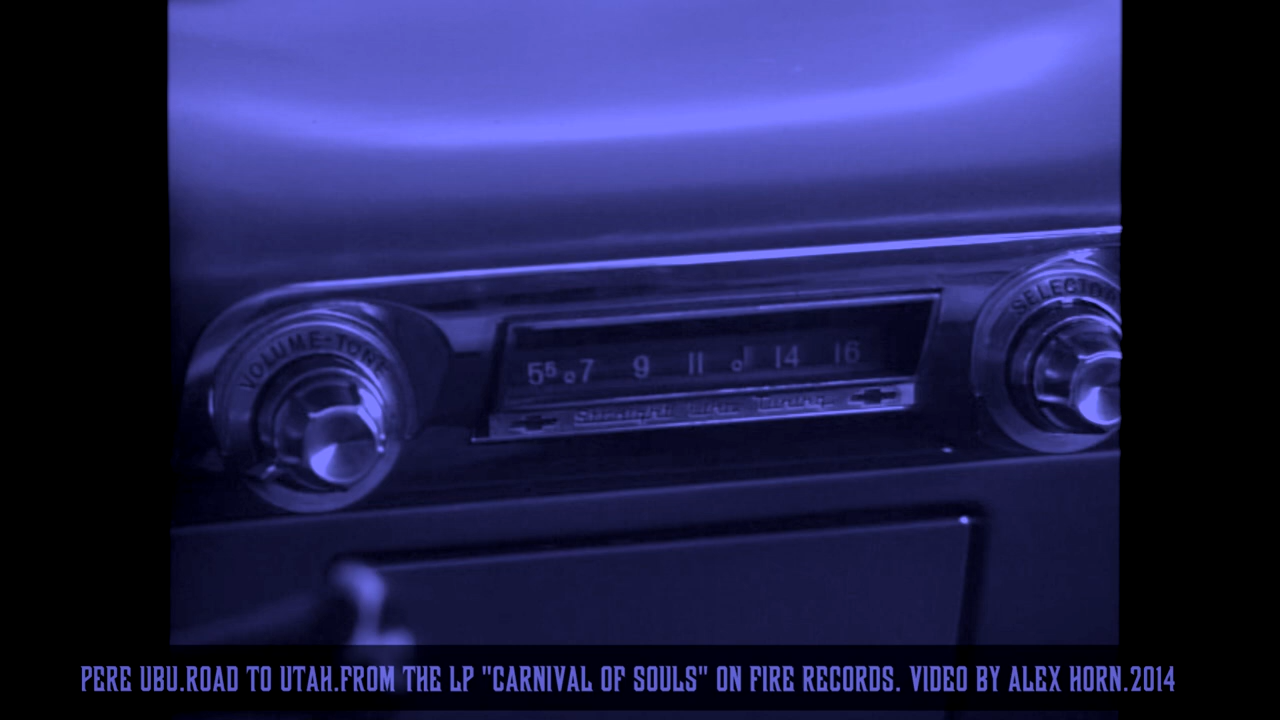 VOLUME-TONE
SELECTOR
5⁵ 7 9 11 14 16
PERE UBU.ROAD TO UTAH.FROM THE LP "CARNIVAL OF SOULS" ON FIRE RECORDS. VIDEO BY ALEX HORN.2014